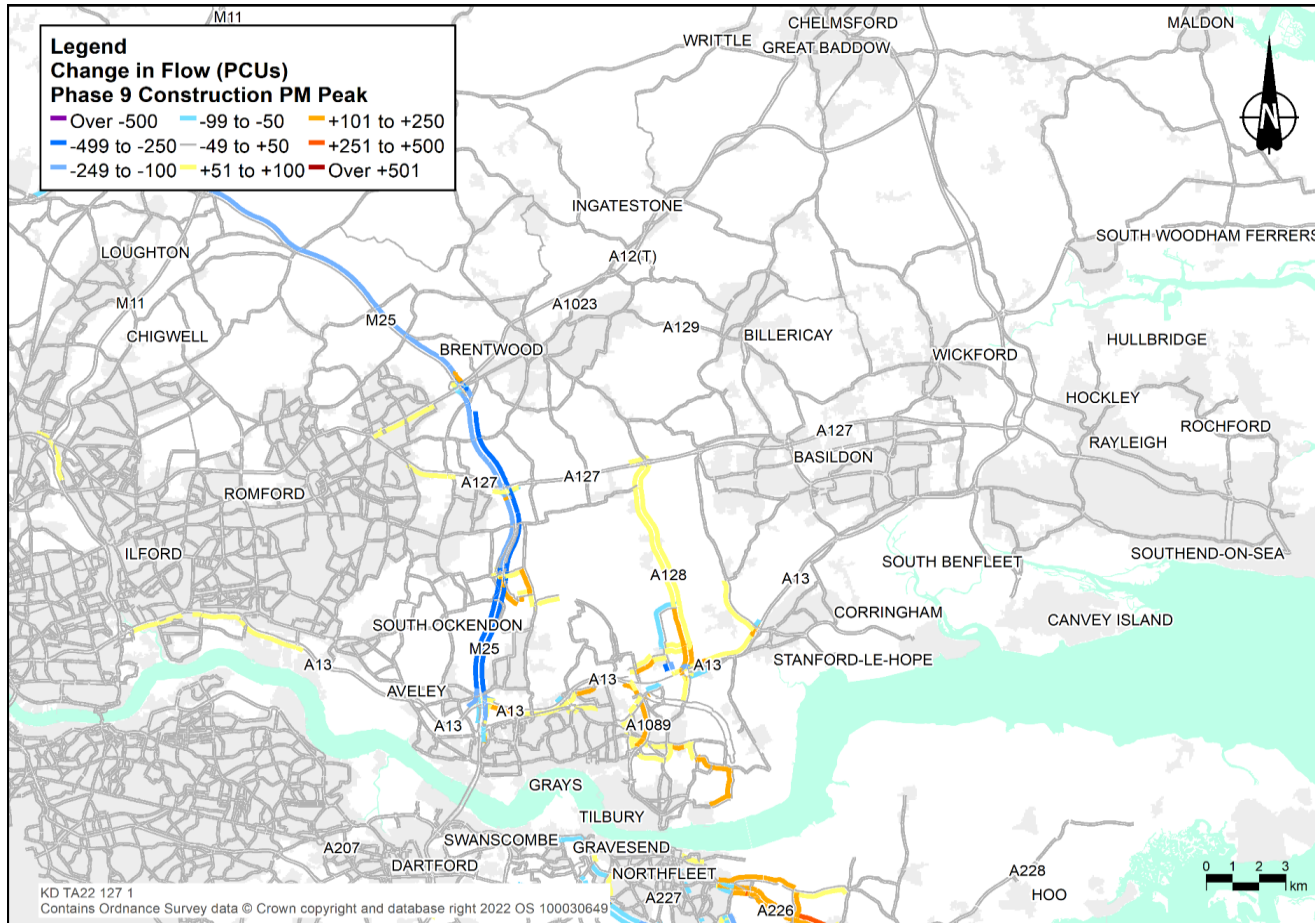 M11
CHELMSFORD
MALDON
WRITTLE
GREAT BADDOW
Legend
Change in Flow (PCUs)
Phase 9 Construction PM Peak
Over -500 -99 to -50 +101 to +250
-499 to -250 -49 to +50 +251 to +500
-249 to -100 +51 to +100 Over +501
N
INGATESTONE
SOUTH WOODHAM FERRERS
LOUGHTON
A12(T)
M11
A1023
M25
A129
CHIGWELL
BILLERICAY
HULLBRIDGE
BRENTWOOD
WICKFORD
HOCKLEY
ROCHFORD
A127
RAYLEIGH
BASILDON
A127
A127
ROMFORD
ILFORD
SOUTHEND-ON-SEA
SOUTH BENFLEET
A128
A13
CORRINGHAM
CANVEY ISLAND
SOUTH OCKENDON
M25
STANFORD-LE-HOPE
A13
A13
A13
AVELEY
A13
A13
A1089
GRAYS
TILBURY
SWANSCOMBE
GRAVESEND
A207
DARTFORD
NORTHFLEET
A228
HOO
A227
A226
0 1 2 3
km
KD TA22 127 1
Contains Ordnance Survey data © Crown copyright and database right 2022 OS 100030649